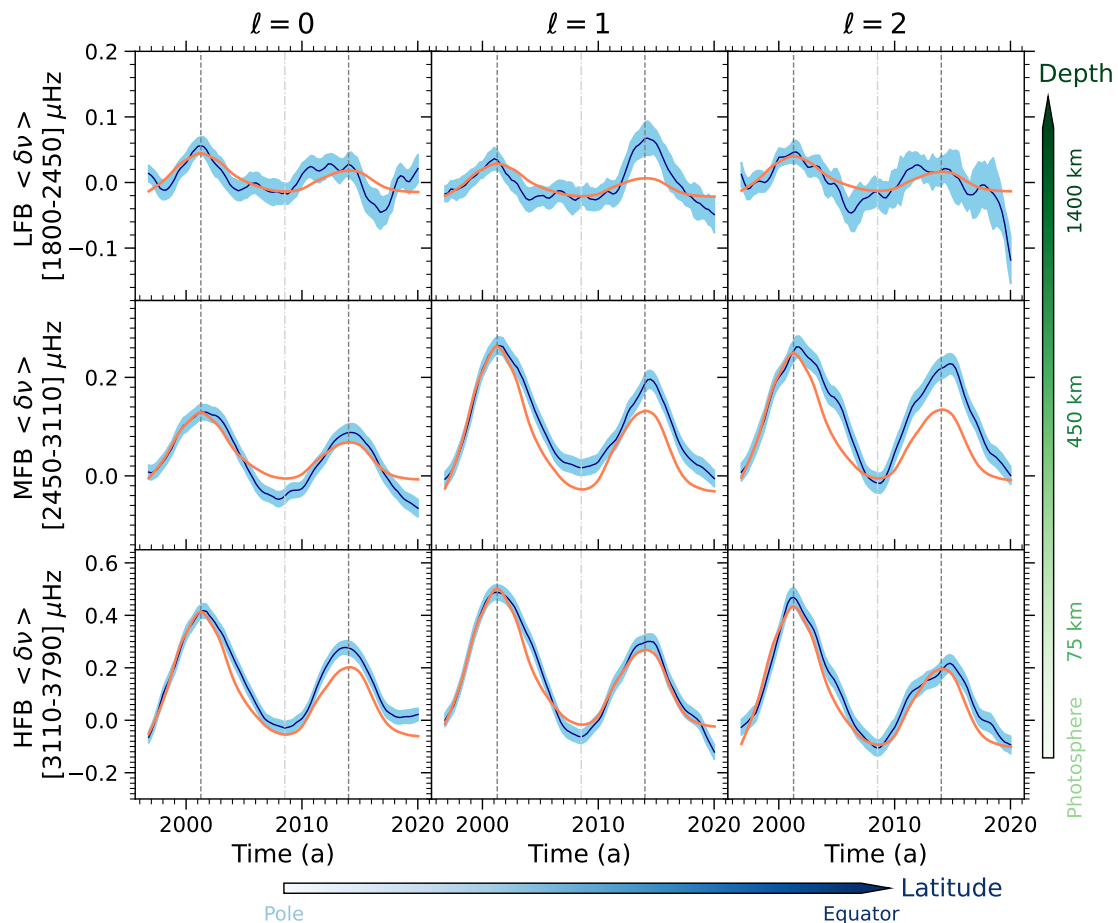 ℓ = 0
ℓ = 1
ℓ = 2
LFB < δν >
[1800-2450] μHz
0.2
0.1
0.0
−0.1
MFB < δν >
[2450-3110] μHz
0.2
0.0
HFB < δν >
[3110-3790] μHz
0.6
0.4
0.2
0.0
−0.2
2000
2010
2020
2000
2010
2020
2000
2010
2020
Time (a)
Time (a)
Time (a)
Depth
1400 km
450 km
75 km
Photosphere
Latitude
Pole
Equator